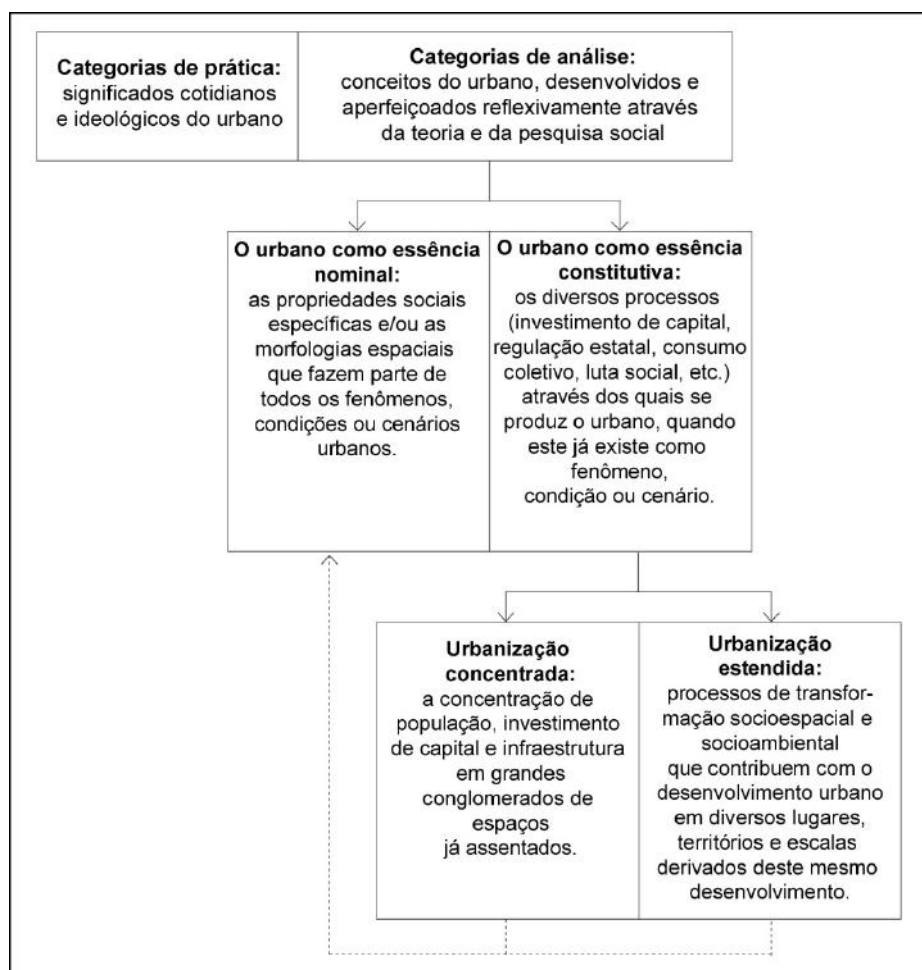 Categorias de prática:
significados cotidianos
e ideológicos do urbano
Categorias de análise:
conceitos do urbano, desenvolvidos e
aperfeiçoados reflexivamente através
da teoria e da pesquisa social
O urbano como essência
nominal:
as propriedades sociais
específicas e/ou as
morfologias espaciais
que fazem parte de
todos os fenômenos,
condições ou cenários
urbanos.
O urbano como essência
constitutiva:
os diversos processos
(investimento de capital,
regulação estatal, consumo
coletivo, luta social, etc.)
através dos quais se
produz o urbano, quando
este já existe como
fenômeno,
condição ou cenário.
Urbanização
concentrada:
a concentração de
população, investimento
de capital e infraestrutura
em grandes
conglomerados de
espaços
já assentados.
Urbanização
estendida:
processos de transfor-
mação socioespacial e
socioambiental
que contribuem com o
desenvolvimento urbano
em diversos lugares,
territórios e escalas
derivados deste mesmo
desenvolvimento.